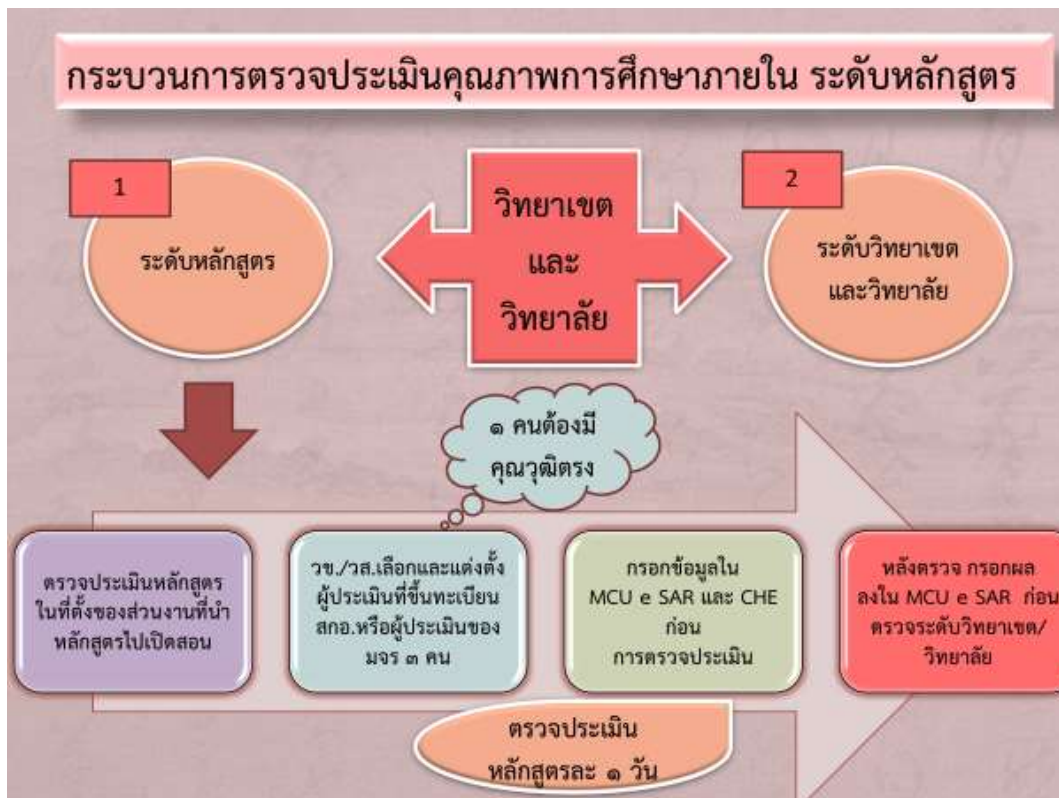 กระบวนการตรวจประเมินคุณภาพการศึกษาภายใน ระดับหลักสูตร
1
ระดับหลักสูตร
วิทยาเขต
และ
วิทยาลัย
2
ระดับวิทยาเขต
และวิทยาลัย
๑ คนต้องมี
คุณวุฒิตรง
ตรวจประเมินหลักสูตร
ในที่ตั้งของส่วนงานที่นำ
หลักสูตรไปเปิดสอน
วข./วส.เลือกและแต่งตั้ง
ผู้ประเมินที่ขึ้นทะเบียน
สกอ.หรือผู้ประเมินของ
มจร ๓ คน
กรอกข้อมูลใน
MCU e SAR และ CHE
ก่อน
การตรวจประเมิน
หลังตรวจ กรอกผล
ลงใน MCU e SAR ก่อน
ตรวจระดับวิทยาเขต/
วิทยาลัย
ตรวจประเมิน
หลักสูตรละ ๑ วัน